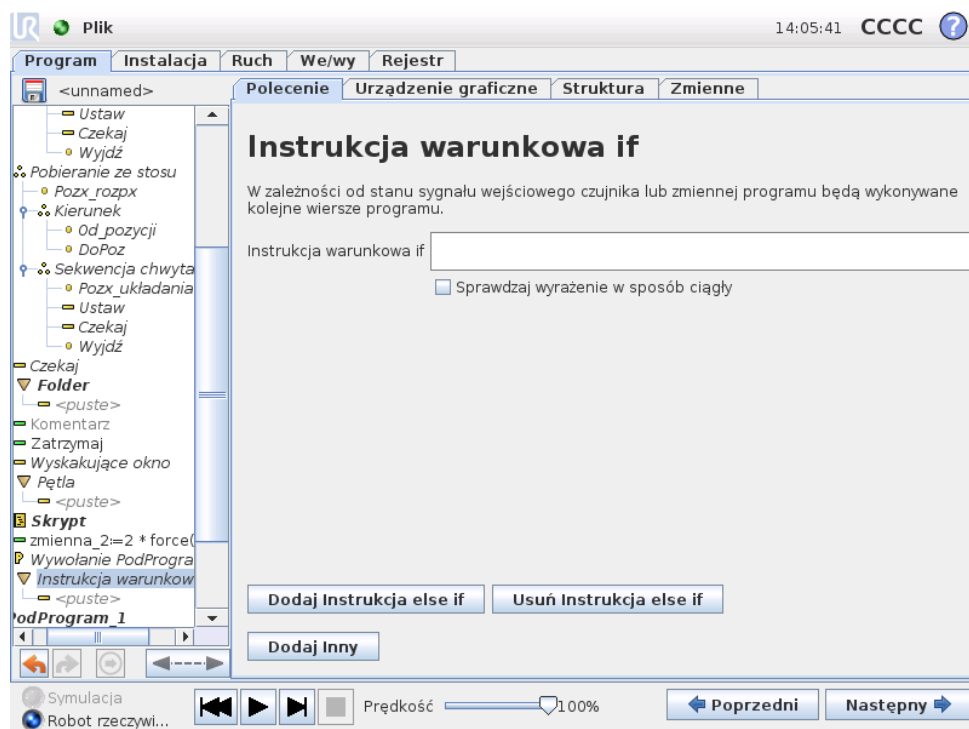 UR Plik 14:05:41 CCCC ?
Program Instalacja Ruch We/wy Rejestr
<unnamed>
Polecenie Urządzenie graficzne Struktura Zmienne
Ustaw
Czekaj
Wyjdź
Pobieranie ze stosu
Pozx_rozpx
Kierunek
Od_pozycji
DoPoz
Sekwencja chwyta
Pozx_układania
Ustaw
Czekaj
Wyjdź
Czekaj
Folder
<puste>
Komentarz
Zatrzymaj
Wyskakujące okno
Pętla
<puste>
Skrypt
zmienna_2:=2 * force(
P Wywołanie PodProgra
Instrukcja warunkow
<puste>
PodProgram_1
Instrukcja warunkowa if
W zależności od stanu sygnału wejściowego czujnika lub zmiennej programu będą wykonywane
kolejne wiersze programu.
Instrukcja warunkowa if
Sprawdzaj wyrażenie w sposób ciągły
Dodaj Instrukcja else if Usuń Instrukcja else if
Dodaj Inny
Symulacja
Robot rzeczywi...
Prędkość 100%
Poprzedni Następny